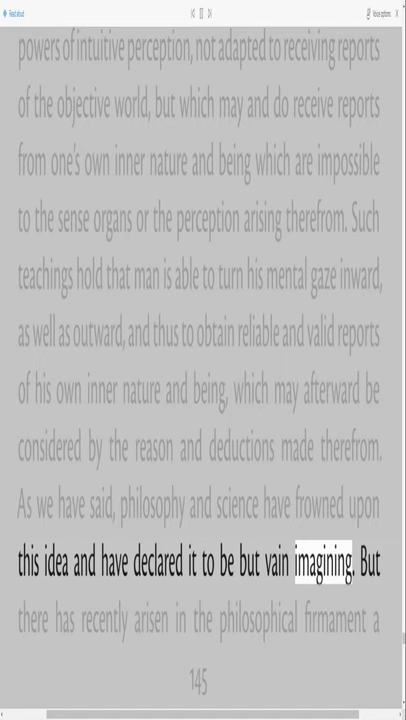 Read aloud
Voice options
powers of intuitive perception, not adapted to receiving reports
of the objective world, but which may and do receive reports
from one's own inner nature and being which are impossible
to the sense organs or the perception arising therefrom. Such
teachings hold that man is able to turn his mental gaze inward,
as well as outward, and thus to obtain reliable and valid reports
of his own inner nature and being, which may afterward be
considered by the reason and deductions made therefrom.
As we have said, philosophy and science have frowned upon
this idea and have declared it to be but vain imagining. But
there has recently arisen in the philosophical firmament a
145